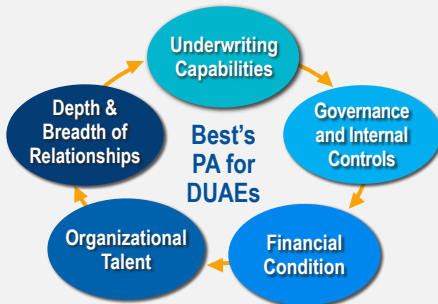 Underwriting
Capabilities
Depth &
Breadth of
Relationships
Governance
and Internal
Controls
Best's
PA for
DUAEs
Organizational
Talent
Financial
Condition